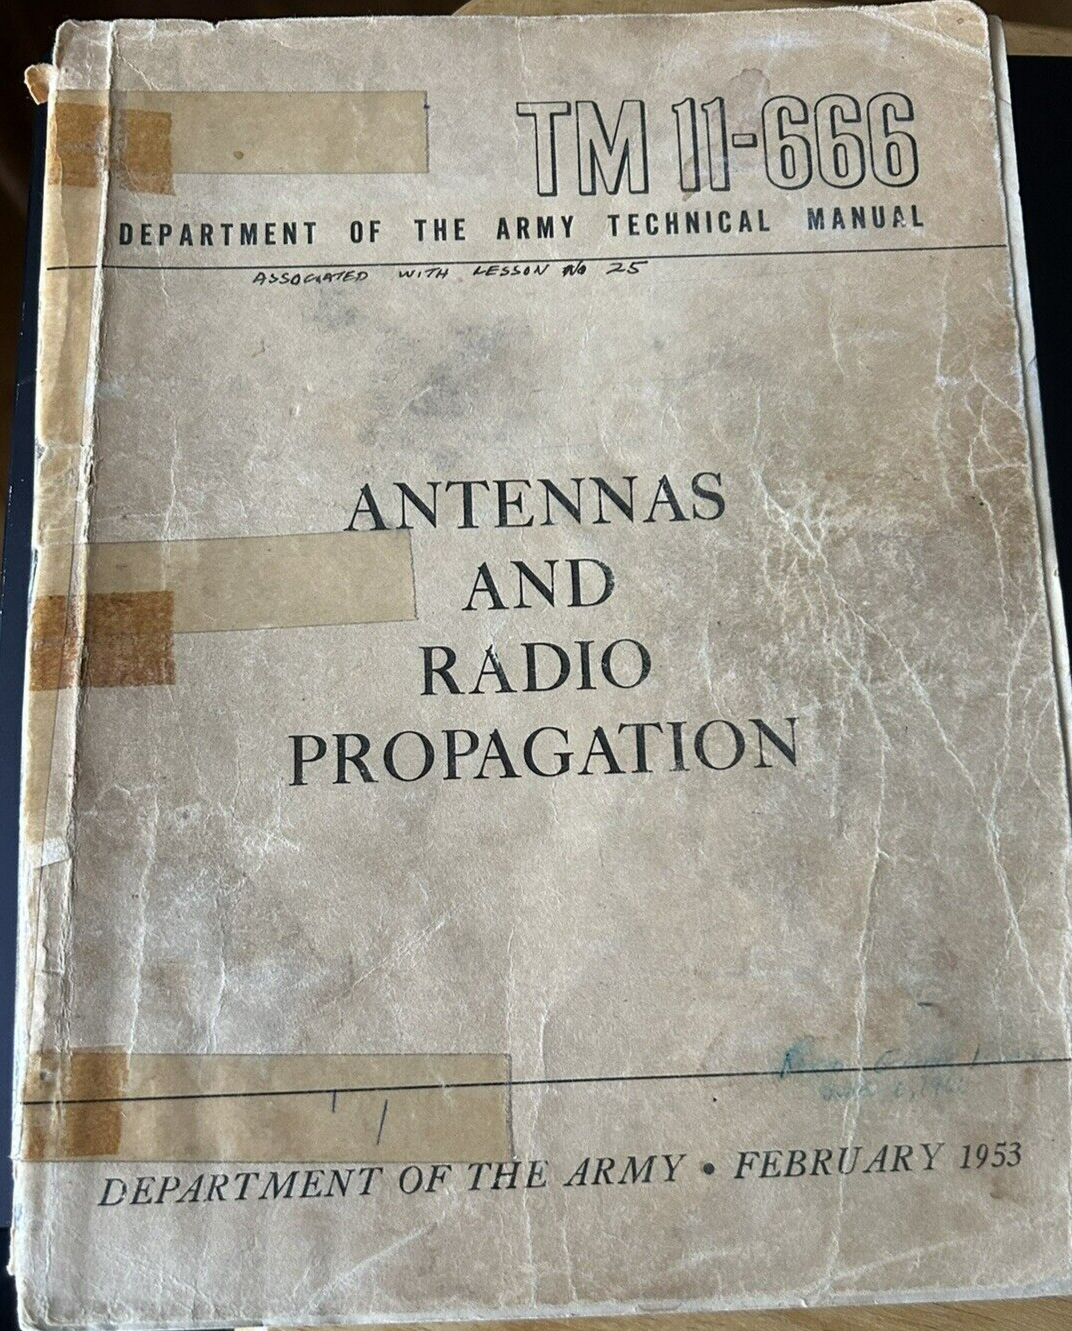 TM 11-666
DEPARTMENT OF THE ARMY TECHNICAL MANUAL
ASSOCIATED WITH LESSON No 25
ANTENNAS
AND
RADIO
PROPAGATION
DEPARTMENT OF THE ARMY • FEBRUARY 1953